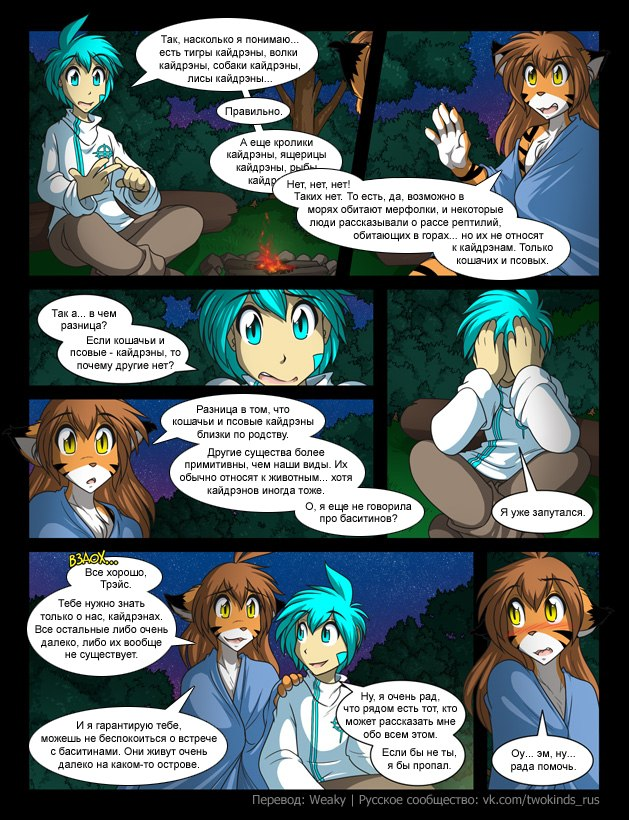 Так, насколько я понимаю...
есть тигры кайдрэны, волки
кайдрэны, собаки кайдрэны,
лисы кайдрэны...
Правильно.
А еще кролики
кайдрэны, ящерицы
кайдрэны, рыбы
Нет, нет, нет!
Таких нет. То есть, да, возможно в
морях обитают мерфолки, и некоторые
люди рассказывали о рассе рептилий,
обитающих в горах... но их не относят
к кайдрэнам. Только
кошачих и псовых.
Так а... в чем
разница?
Если кошачьи и
псовые - кайдрэны, то
почему другие нет?
Я уже запутался.
Разница в том, что
кошачьи и псовые кайдрэны
близки по родству.
Другие существа более
примитивны, чем наши виды. Их
обычно относят к животным... хотя
кайдрэнов иногда тоже.
О, я еще не говорила
про баситинов?
ВЗДОХ...
Все хорошо,
Трэйс.
Тебе нужно знать
только о нас, кайдрэнах.
Все остальные либо очень
далеко, либо их вообще
не существует.
И я гарантирую тебе,
можешь не беспокоиться о встрече
с баситинами. Они живут очень
далеко на каком-то острове.
Ну, я очень рад,
что рядом есть тот, кто
может рассказать мне
обо всем этом.
Если бы не ты,
я бы пропал.
Оу... эм, ну...
рада помочь.
Перевод: Weaky | Русское сообщество: vk.com/twokinds_rus